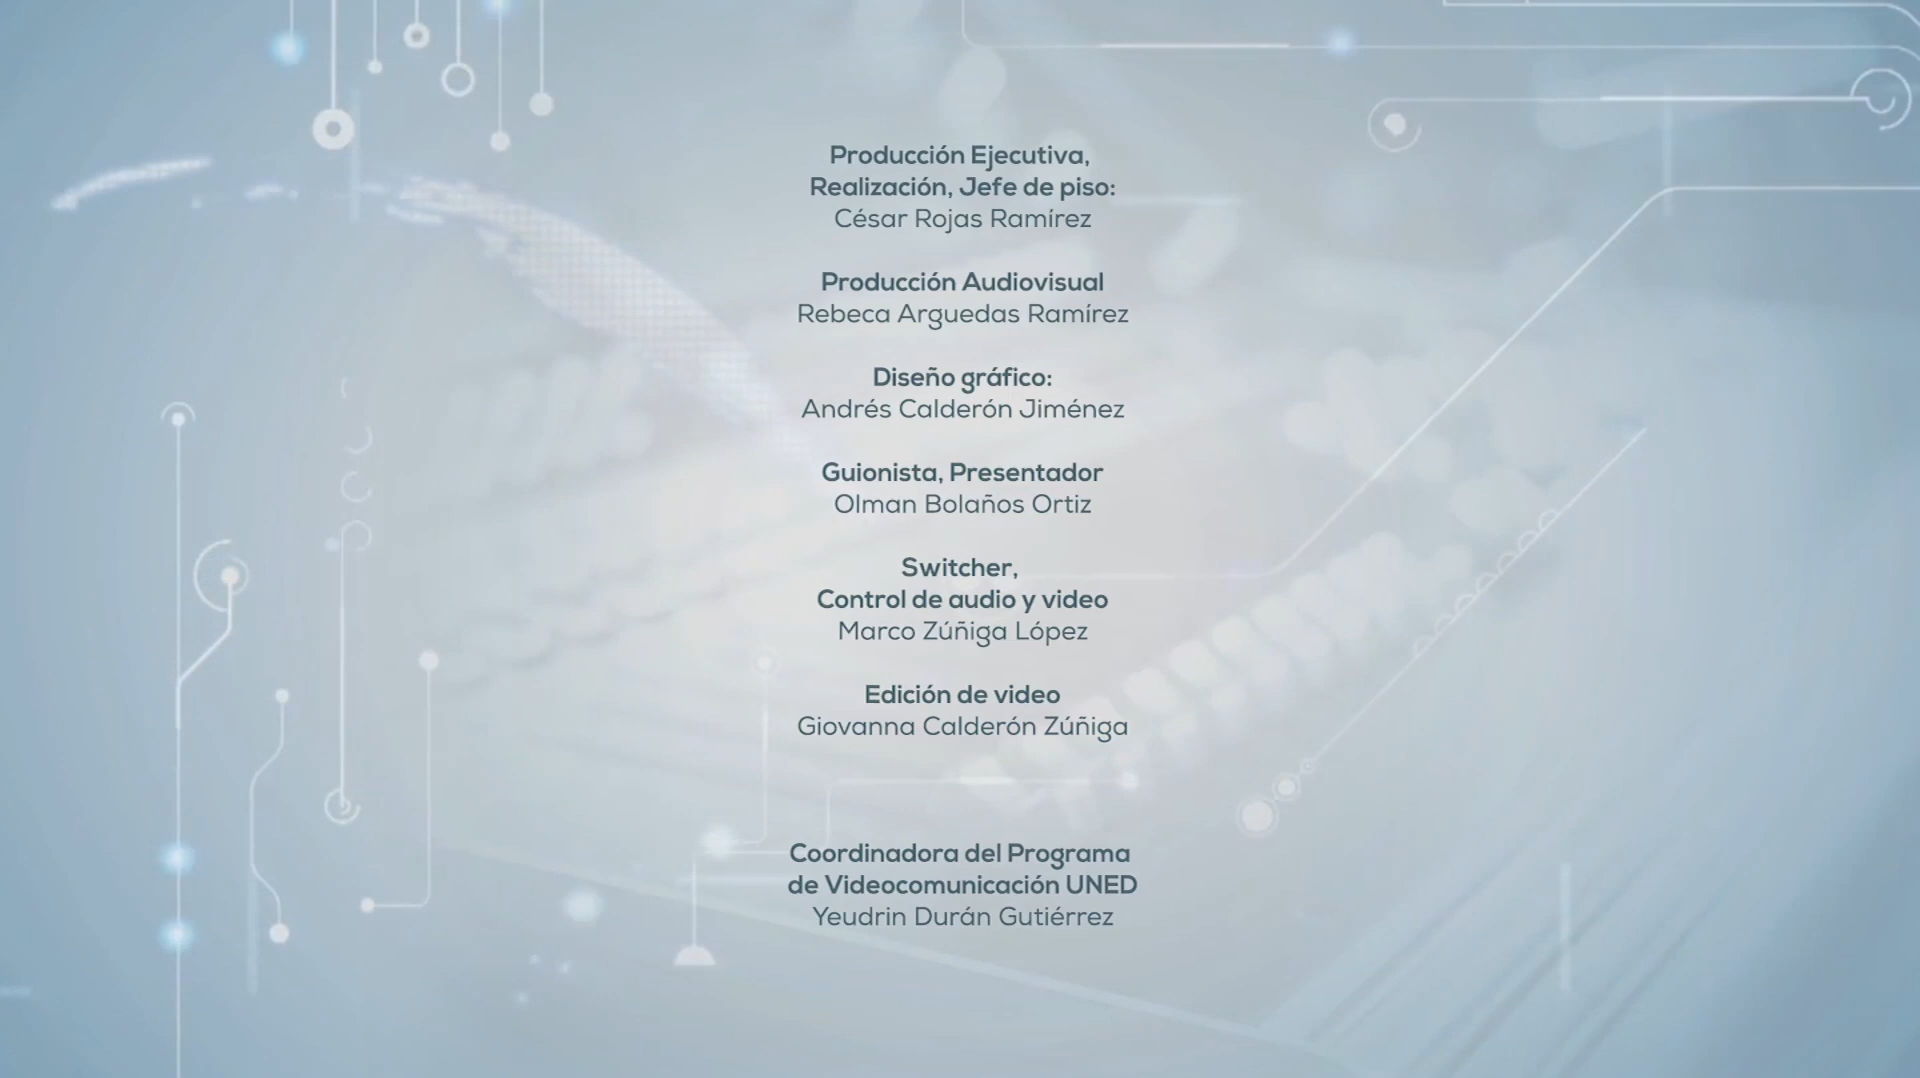 Producción Ejecutiva,
Realización, Jefe de piso:
César Rojas Ramírez
Producción Audiovisual
Rebeca Arguedas Ramírez
Diseño gráfico:
Andrés Calderón Jiménez
Guionista, Presentador
Olman Bolaños Ortiz
Switcher,
Control de audio y video
Marco Zúñiga López
Edición de video
Giovanna Calderón Zúñiga
Coordinadora del Programa
de Videocomunicación UNED
Yeudrin Durán Gutiérrez